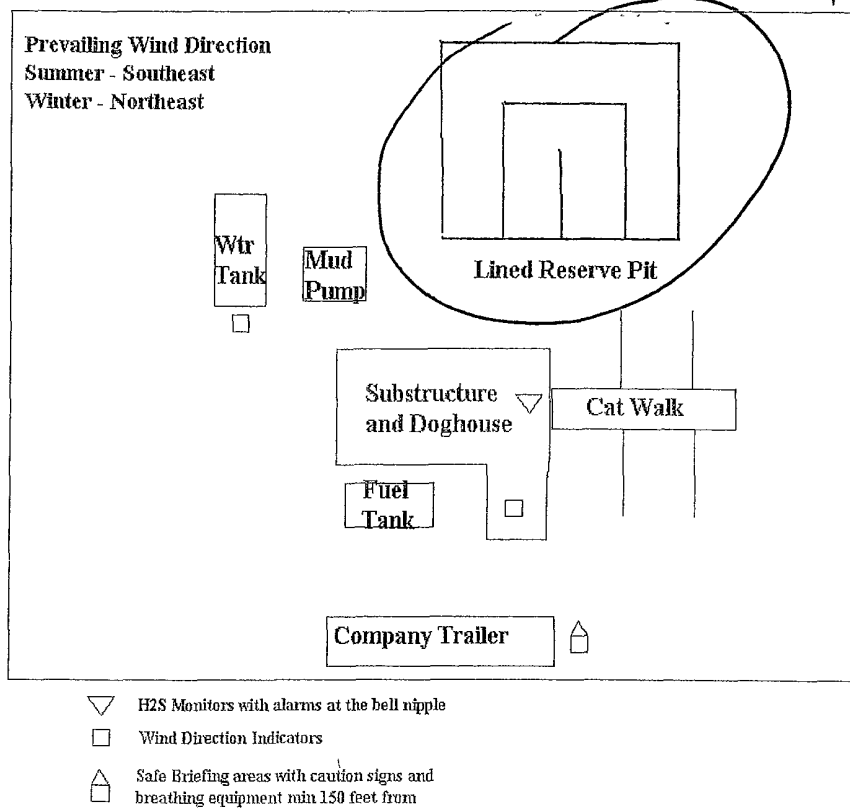 Prevailing Wind Direction
Summer - Southeast
Winter - Northeast
Lined Reserve Pit
Wtr
Tank
Mud
Pump
Substructure
and Doghouse
Cat Walk
Fuel
Tank
Company Trailer
H2S Monitors with alarms at the bell nipple
Wind Direction Indicators
Safe Briefing areas with caution signs and
breathing equipment min 150 feet from